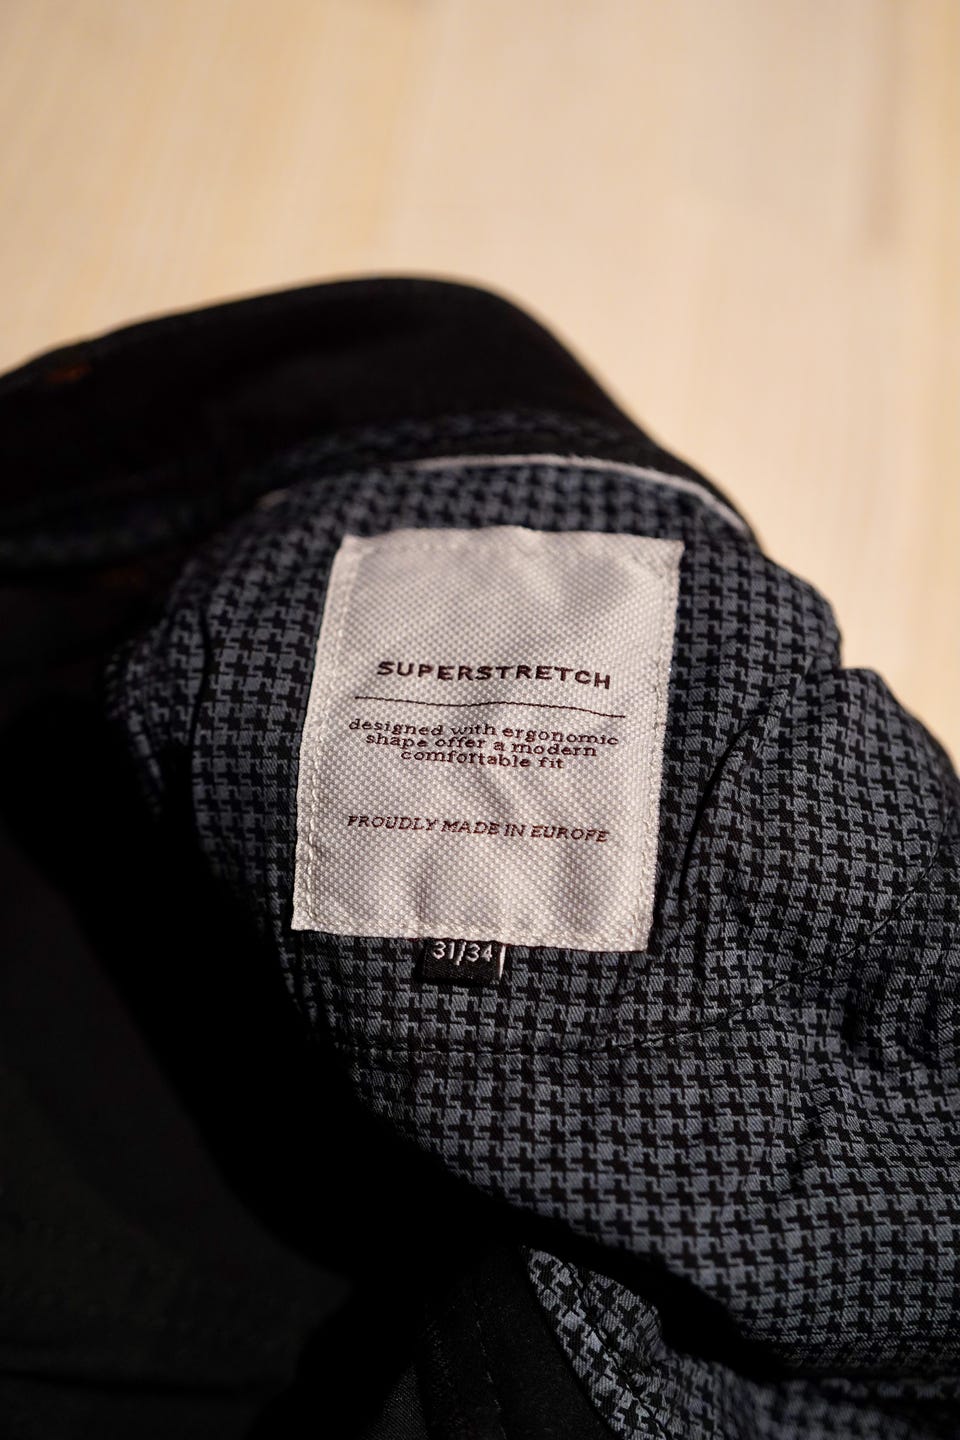 SUPERSTRETCH
designed with ergonomic
shape offer a modern
comfortable fit
PROUDLY MADE IN EUROPE
31/34